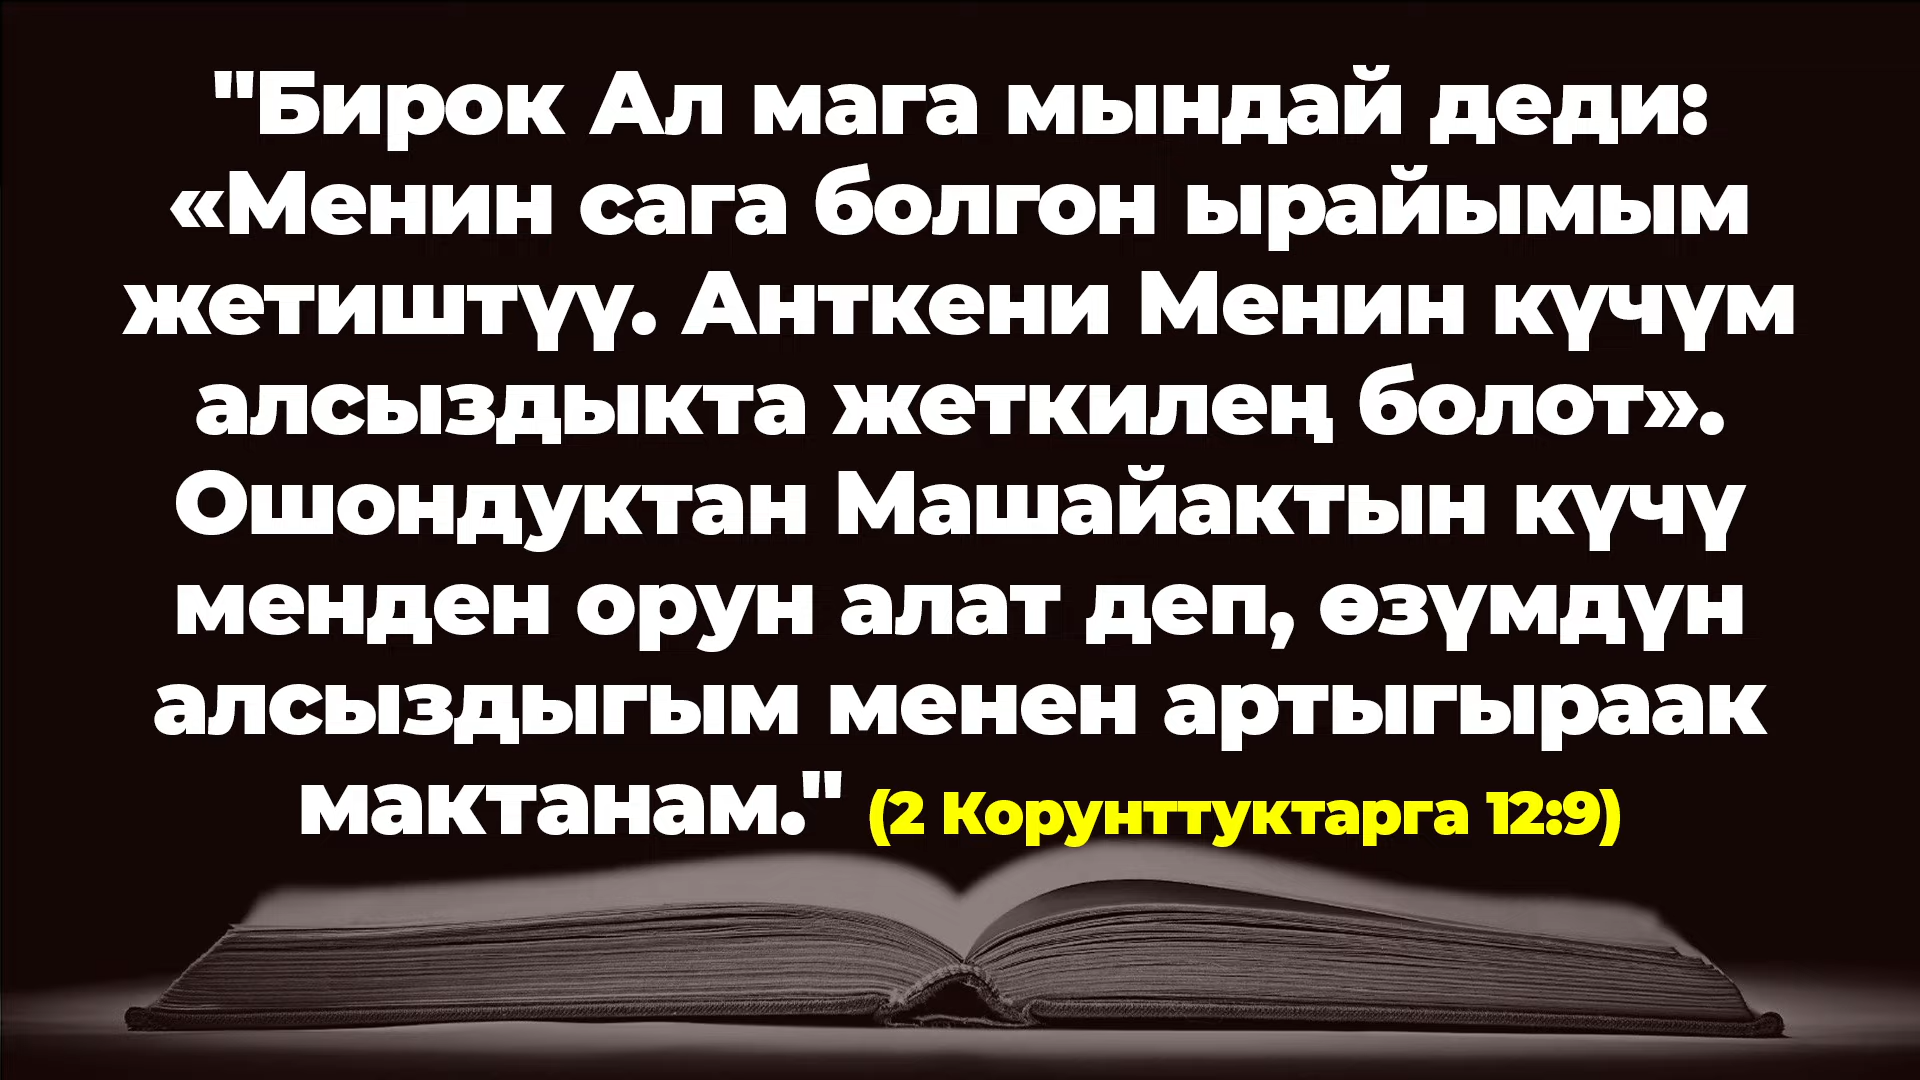 "Бирок Ал мага мындай деди:
«Менин сага болгон ырайымым
жетиштүү. Анткени Менин күчүм
алсыздыкта жеткилең болот».
Ошондуктан Машайактын күчү
менден орун алат деп, өзүмдүн
алсыздыгым менен артыгыраак
мактанам." (2 Корунттуктарга 12:9)